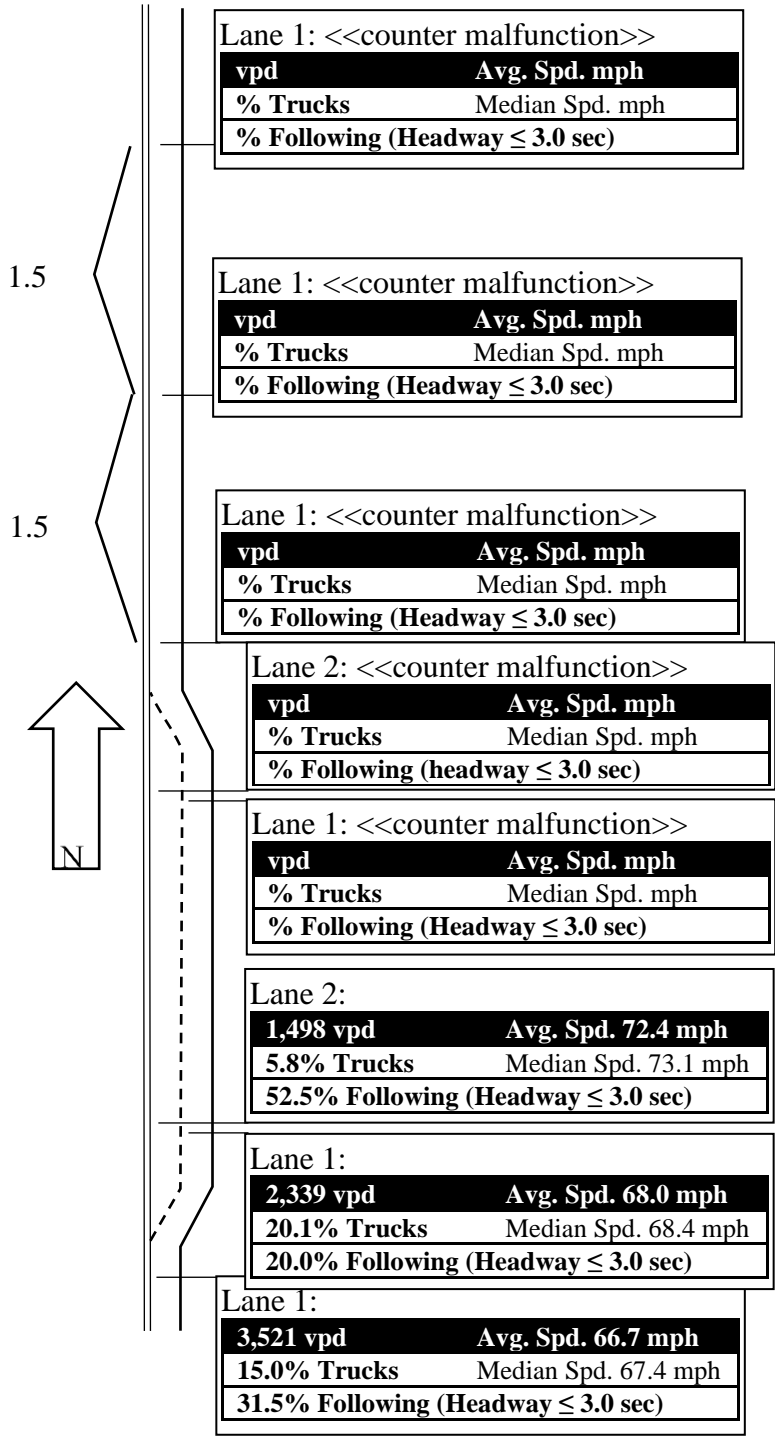 Lane 1: <<counter malfunction>>
vpd Avg. Spd. mph
% Trucks Median Spd. mph
% Following (Headway ≤ 3.0 sec)
1.5
Lane 1: <<counter malfunction>>
vpd Avg. Spd. mph
% Trucks Median Spd. mph
% Following (Headway ≤ 3.0 sec)
1.5
Lane 1: <<counter malfunction>>
vpd Avg. Spd. mph
% Trucks Median Spd. mph
% Following (Headway ≤ 3.0 sec)
Lane 2: <<counter malfunction>>
vpd Avg. Spd. mph
% Trucks Median Spd. mph
% Following (headway ≤ 3.0 sec)
N
Lane 1: <<counter malfunction>>
vpd Avg. Spd. mph
% Trucks Median Spd. mph
% Following (Headway ≤ 3.0 sec)
Lane 2:
1,498 vpd Avg. Spd. 72.4 mph
5.8% Trucks Median Spd. 73.1 mph
52.5% Following (Headway ≤ 3.0 sec)
Lane 1:
2,339 vpd Avg. Spd. 68.0 mph
20.1% Trucks Median Spd. 68.4 mph
20.0% Following (Headway ≤ 3.0 sec)
Lane 1:
3,521 vpd Avg. Spd. 66.7 mph
15.0% Trucks Median Spd. 67.4 mph
31.5% Following (Headway ≤ 3.0 sec)